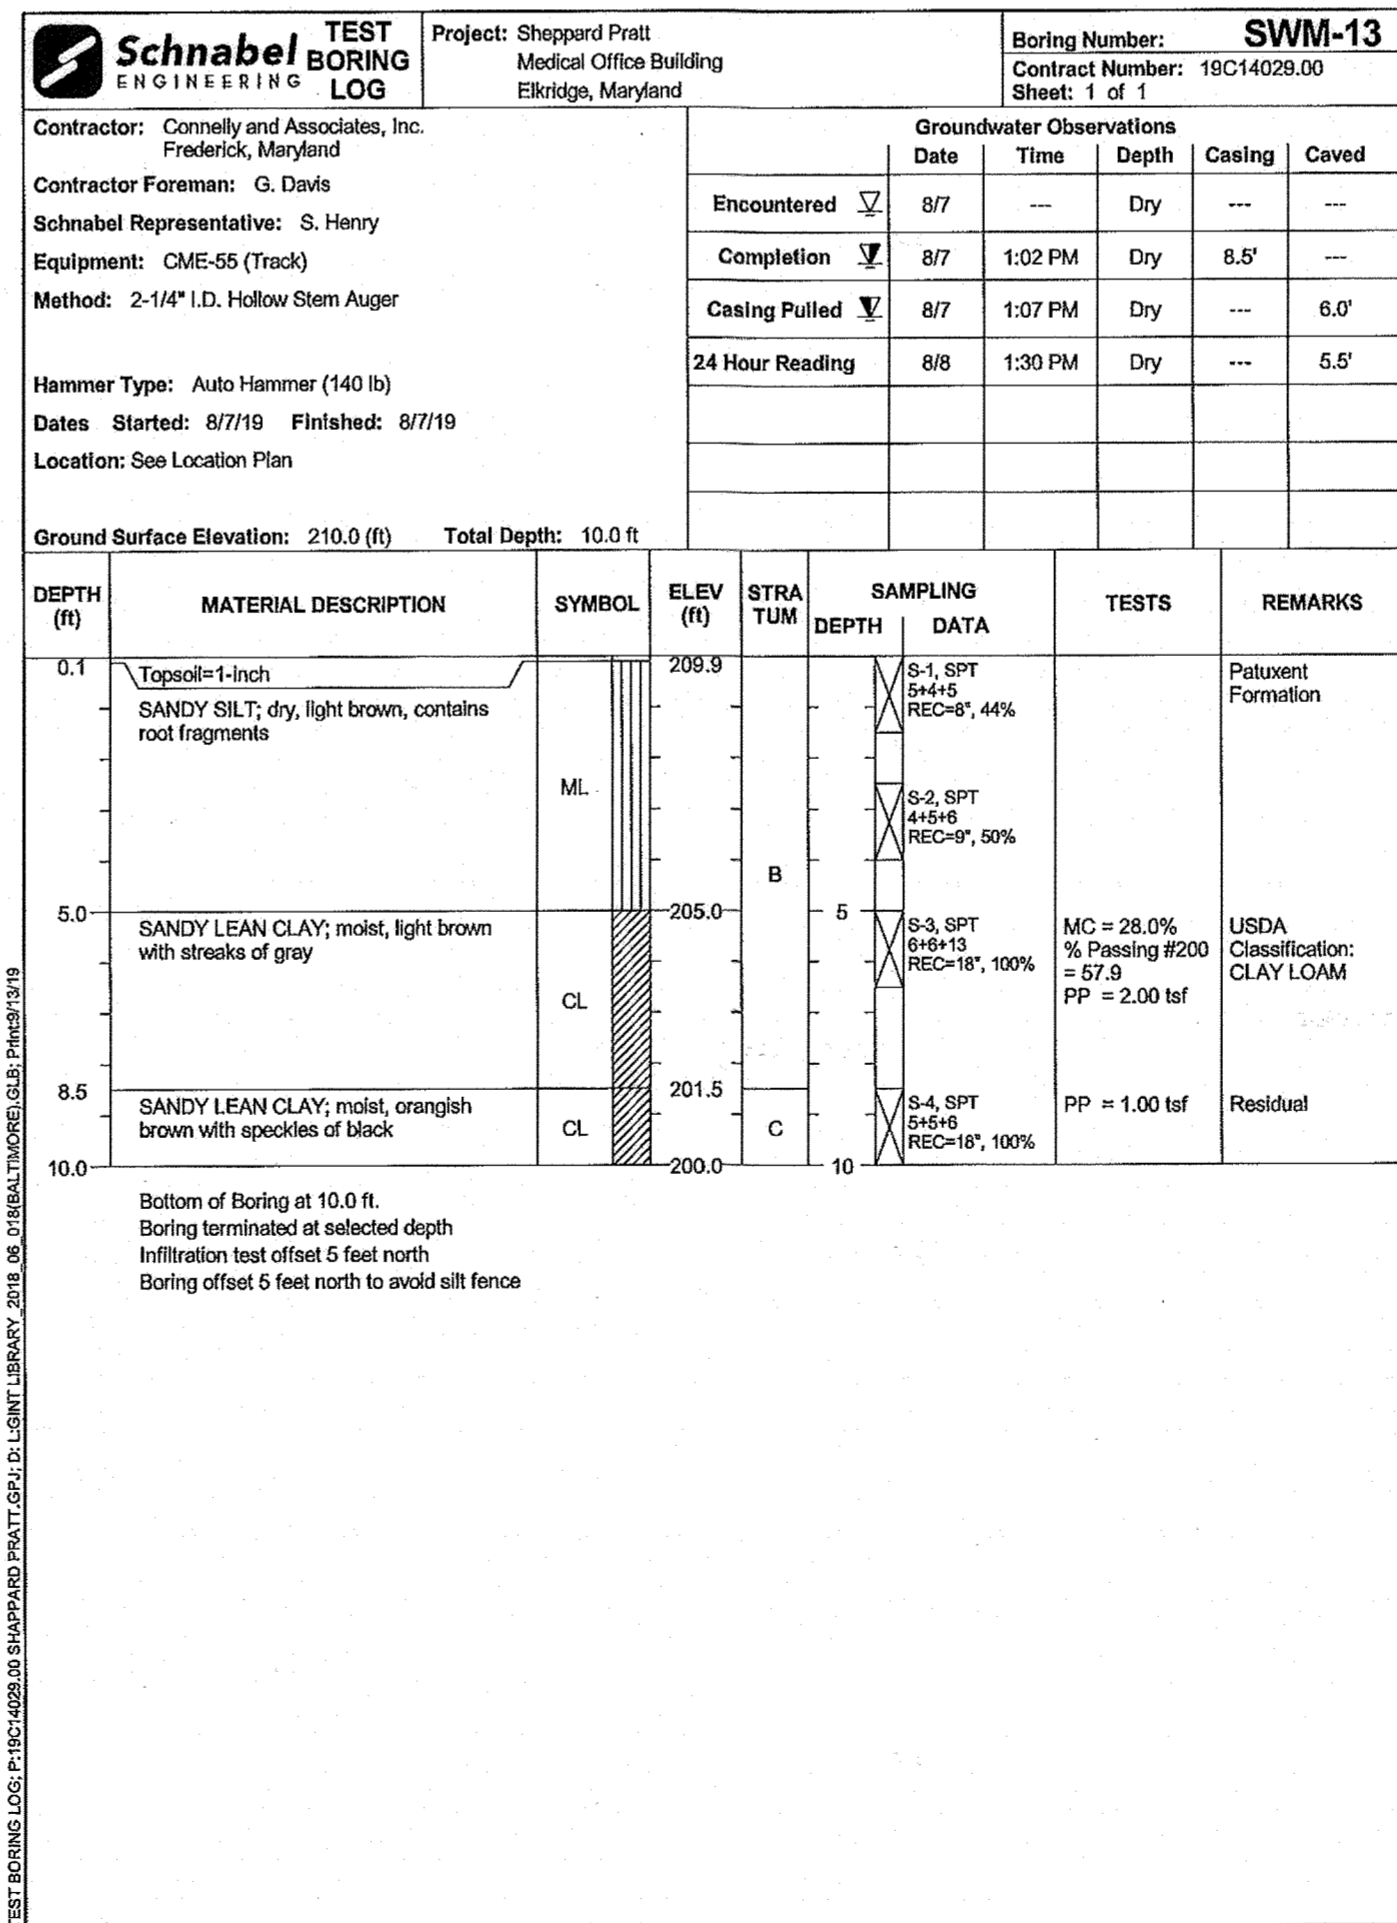 Schnabel
ENGINEERING
TEST
BORING
LOG
Project: Sheppard Pratt
Medical Office Building
Elkridge, Maryland
Boring Number: SWM-13
Contract Number: 19C14029.00
Sheet: 1 of 1
Contractor: Connelly and Associates, Inc.
Frederick, Maryland
Contractor Foreman: G. Davis
Schnabel Representative: S. Henry
Equipment: CME-55 (Track)
Method: 2-1/4" I.D. Hollow Stem Auger
Hammer Type: Auto Hammer (140 lb)
Dates Started: 8/7/19 Finished: 8/7/19
Location: See Location Plan
Ground Surface Elevation: 210.0 (ft) Total Depth: 10.0 ft
Groundwater Observations
Date Time Depth Casing Caved
Encountered 8/7 --- Dry --- ---
Completion 8/7 1:02 PM Dry 8.5' ---
Casing Pulled 8/7 1:07 PM Dry --- 6.0'
24 Hour Reading 8/8 1:30 PM Dry --- 5.5'
DEPTH
(ft)
MATERIAL DESCRIPTION
SYMBOL
ELEV
(ft)
STRA
TUM
SAMPLING
DEPTH DATA
TESTS
REMARKS
0.1
Topsoil=1-inch
209.9
SANDY SILT; dry, light brown, contains
root fragments
ML
S-1, SPT
5+4+5
REC=8", 44%
Patuxent
Formation
S-2, SPT
4+5+6
REC=9", 50%
B
5.0
205.0
5
SANDY LEAN CLAY; moist, light brown
with streaks of gray
CL
S-3, SPT
6+6+13
REC=18", 100%
MC = 28.0%
% Passing #200
= 57.9
PP = 2.00 tsf
USDA
Classification:
CLAY LOAM
8.5
201.5
SANDY LEAN CLAY; moist, orangish
brown with speckles of black
CL
C
S-4, SPT
5+5+6
REC=18", 100%
PP = 1.00 tsf
Residual
10.0
200.0
10
Bottom of Boring at 10.0 ft.
Boring terminated at selected depth
Infiltration test offset 5 feet north
Boring offset 5 feet north to avoid silt fence
TEST BORING LOG; P:19C14029.00 SHAPPARD PRATT.GPJ; D: L:GINT LIBRARY_2018_06_018(BALTIMORE).GLB; Print:9/13/19